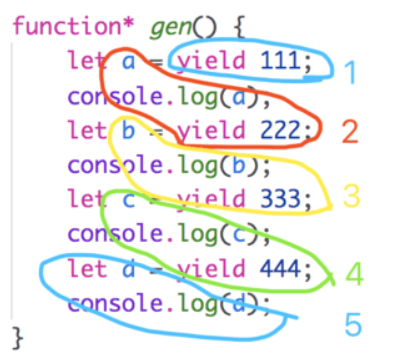 function* gen() {
let a = yield 111; 1
console.log(a);
let b = yield 222; 2
console.log(b);
let c = yield 333; 3
console.log(c);
let d = yield 444; 4
console.log(d); 5
}